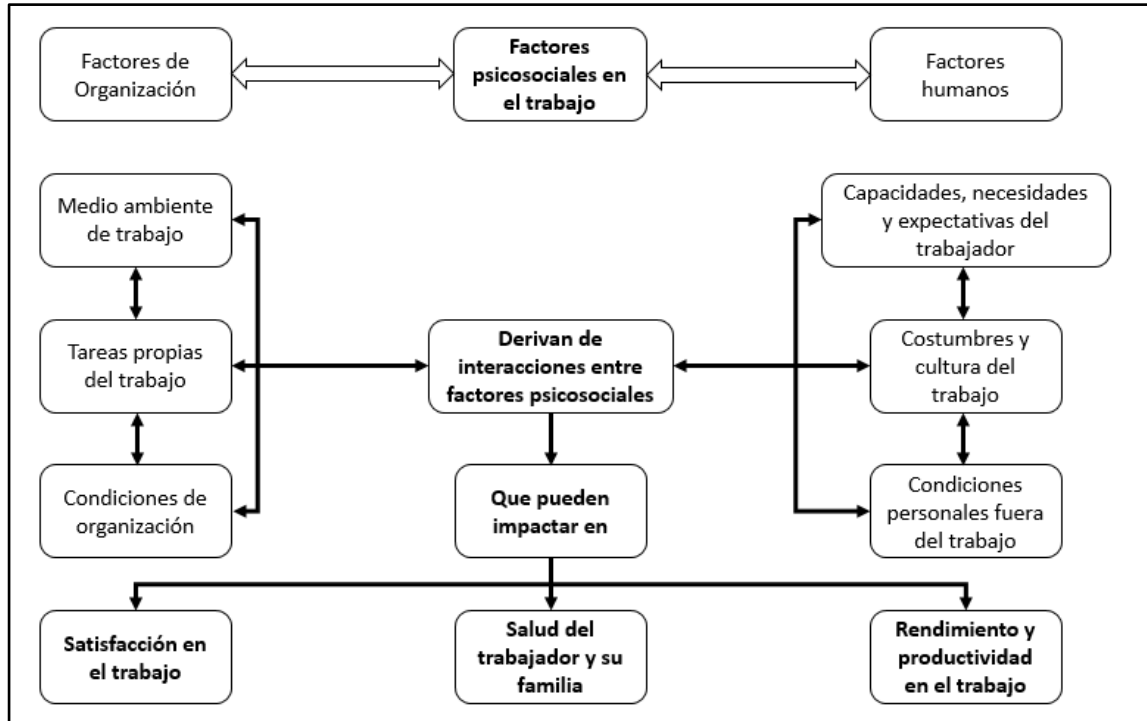 Factores de
Organización
Factores
psicosociales en
el trabajo
Factores
humanos
Medio ambiente
de trabajo
Capacidades, necesidades
y expectativas del
trabajador
Tareas propias
del trabajo
Derivan de
interacciones entre
factores psicosociales
Costumbres y
cultura del
trabajo
Condiciones de
organización
Que pueden
impactar en
Condiciones
personales fuera
del trabajo
Satisfacción en
el trabajo
Salud del
trabajador y su
familia
Rendimiento y
productividad
en el trabajo